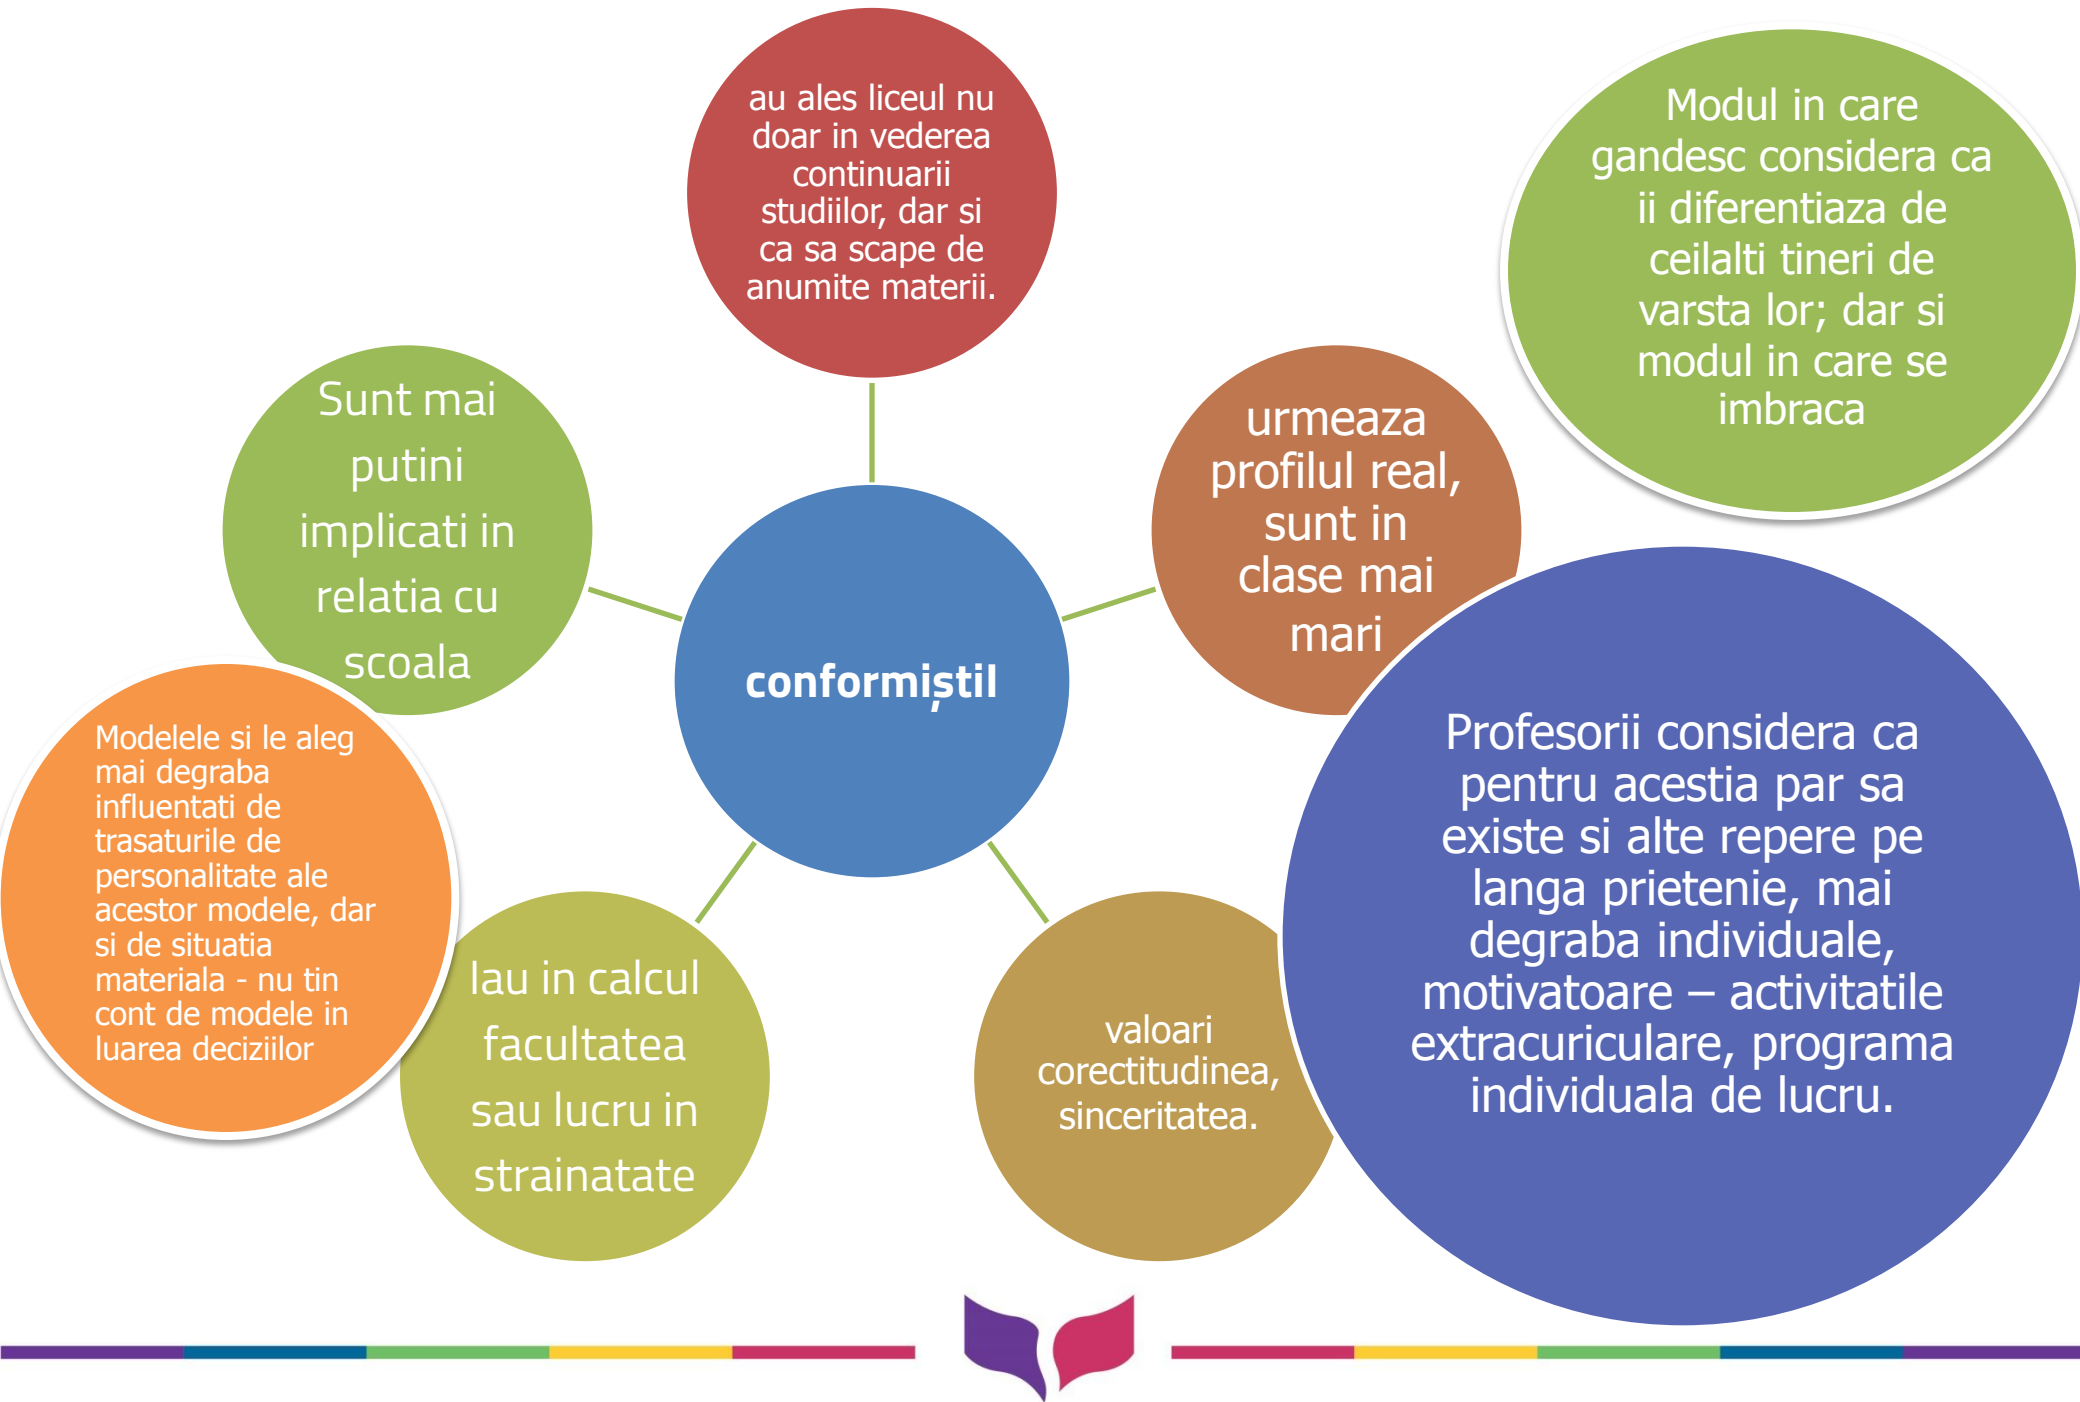 au ales liceul nu
doar in vederea
continuarii
studiilor, dar si
ca sa scape de
anumite materii.
Modul in care
gandesc considera ca
ii diferentiaza de
ceilalti tineri de
varsta lor; dar si
modul in care se
imbraca
Sunt mai
putini
implicati in
relatia cu
scoala
urmeaza
profilul real,
sunt in
clase mai
mari
conformiștil
Modelele si le aleg
mai degraba
influentati de
trasaturile de
personalitate ale
acestor modele, dar
si de situatia
materiala - nu tin
cont de modele in
luarea deciziilor
Profesorii considera ca
pentru acestia par sa
existe si alte repere pe
langa prietenie, mai
degraba individuale,
motivatoare – activitatile
extracuriculare, programa
individuala de lucru.
Iau in calcul
facultatea
sau lucru in
strainatate
valoari
corectitudinea,
sinceritatea.